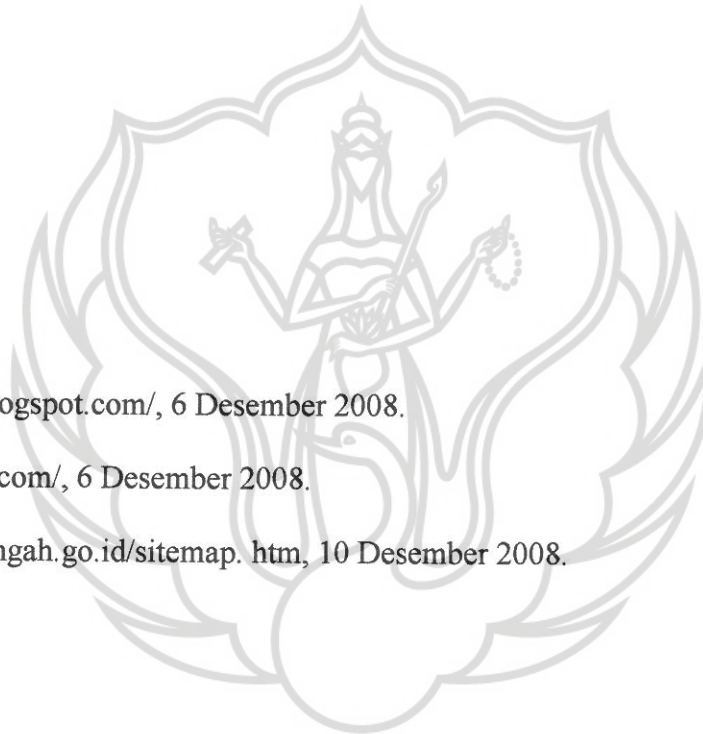 ogspot.com/, 6 Desember 2008.
com/, 6 Desember 2008.
ngah.go.id/sitemap. htm, 10 Desember 2008.